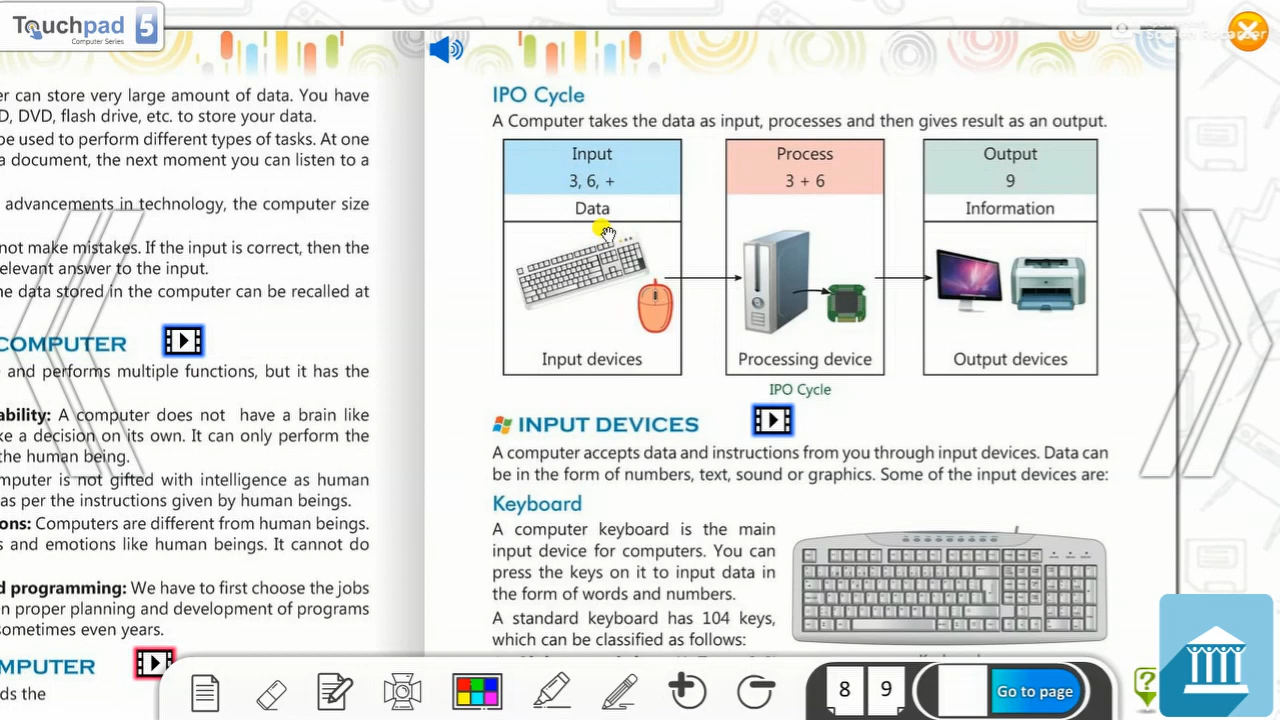 Touchpad 5
Computer Series
er can store very large amount of data. You have
D, DVD, flash drive, etc. to store your data.
be used to perform different types of tasks. At one
a document, the next moment you can listen to a
advancements in technology, the computer size
not make mistakes. If the input is correct, then the
elevant answer to the input.
he data stored in the computer can be recalled at
COMPUTER
and performs multiple functions, but it has the
ability: A computer does not have a brain like
ke a decision on its own. It can only perform the
the human being.
mputer is not gifted with intelligence as human
as per the instructions given by human beings.
ons: Computers are different from human beings.
s and emotions like human beings. It cannot do
d programming: We have to first choose the jobs
en proper planning and development of programs
sometimes even years.
MPUTER
ds the
IPO Cycle
A Computer takes the data as input, processes and then gives result as an output.
Input
3, 6, +
Data
Input devices
Process
3 + 6
Processing device
Output
9
Information
Output devices
IPO Cycle
INPUT DEVICES
A computer accepts data and instructions from you through input devices. Data can
be in the form of numbers, text, sound or graphics. Some of the input devices are:
Keyboard
A computer keyboard is the main
input device for computers. You can
press the keys on it to input data in
the form of words and numbers.
A standard keyboard has 104 keys,
which can be classified as follows:
8 9
Go to page
Screen Recorder